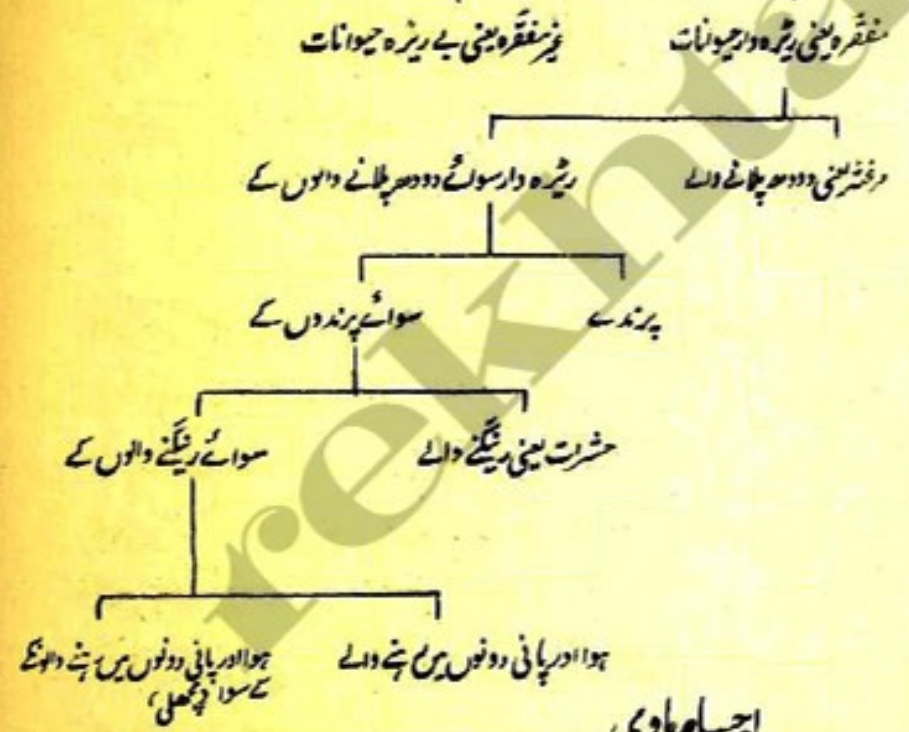 مفقرہ یعنی ریڑہ دار حیوانات
غیر مفقرہ یعنی بے ریڑہ حیوانات
یعنی دودھ پلانے والے
ریڑہ دار سوائے دودھ پلانے والوں کے
پرندے
سوائے پرندوں کے
حشرات یعنی رینگنے والے
سوائے رینگنے والوں کے
ہوا اور پانی دونوں میں رہنے والے
ہوا اور پانی دونوں میں رہنے والوں
کے سوا (مچھلی)
rekhta